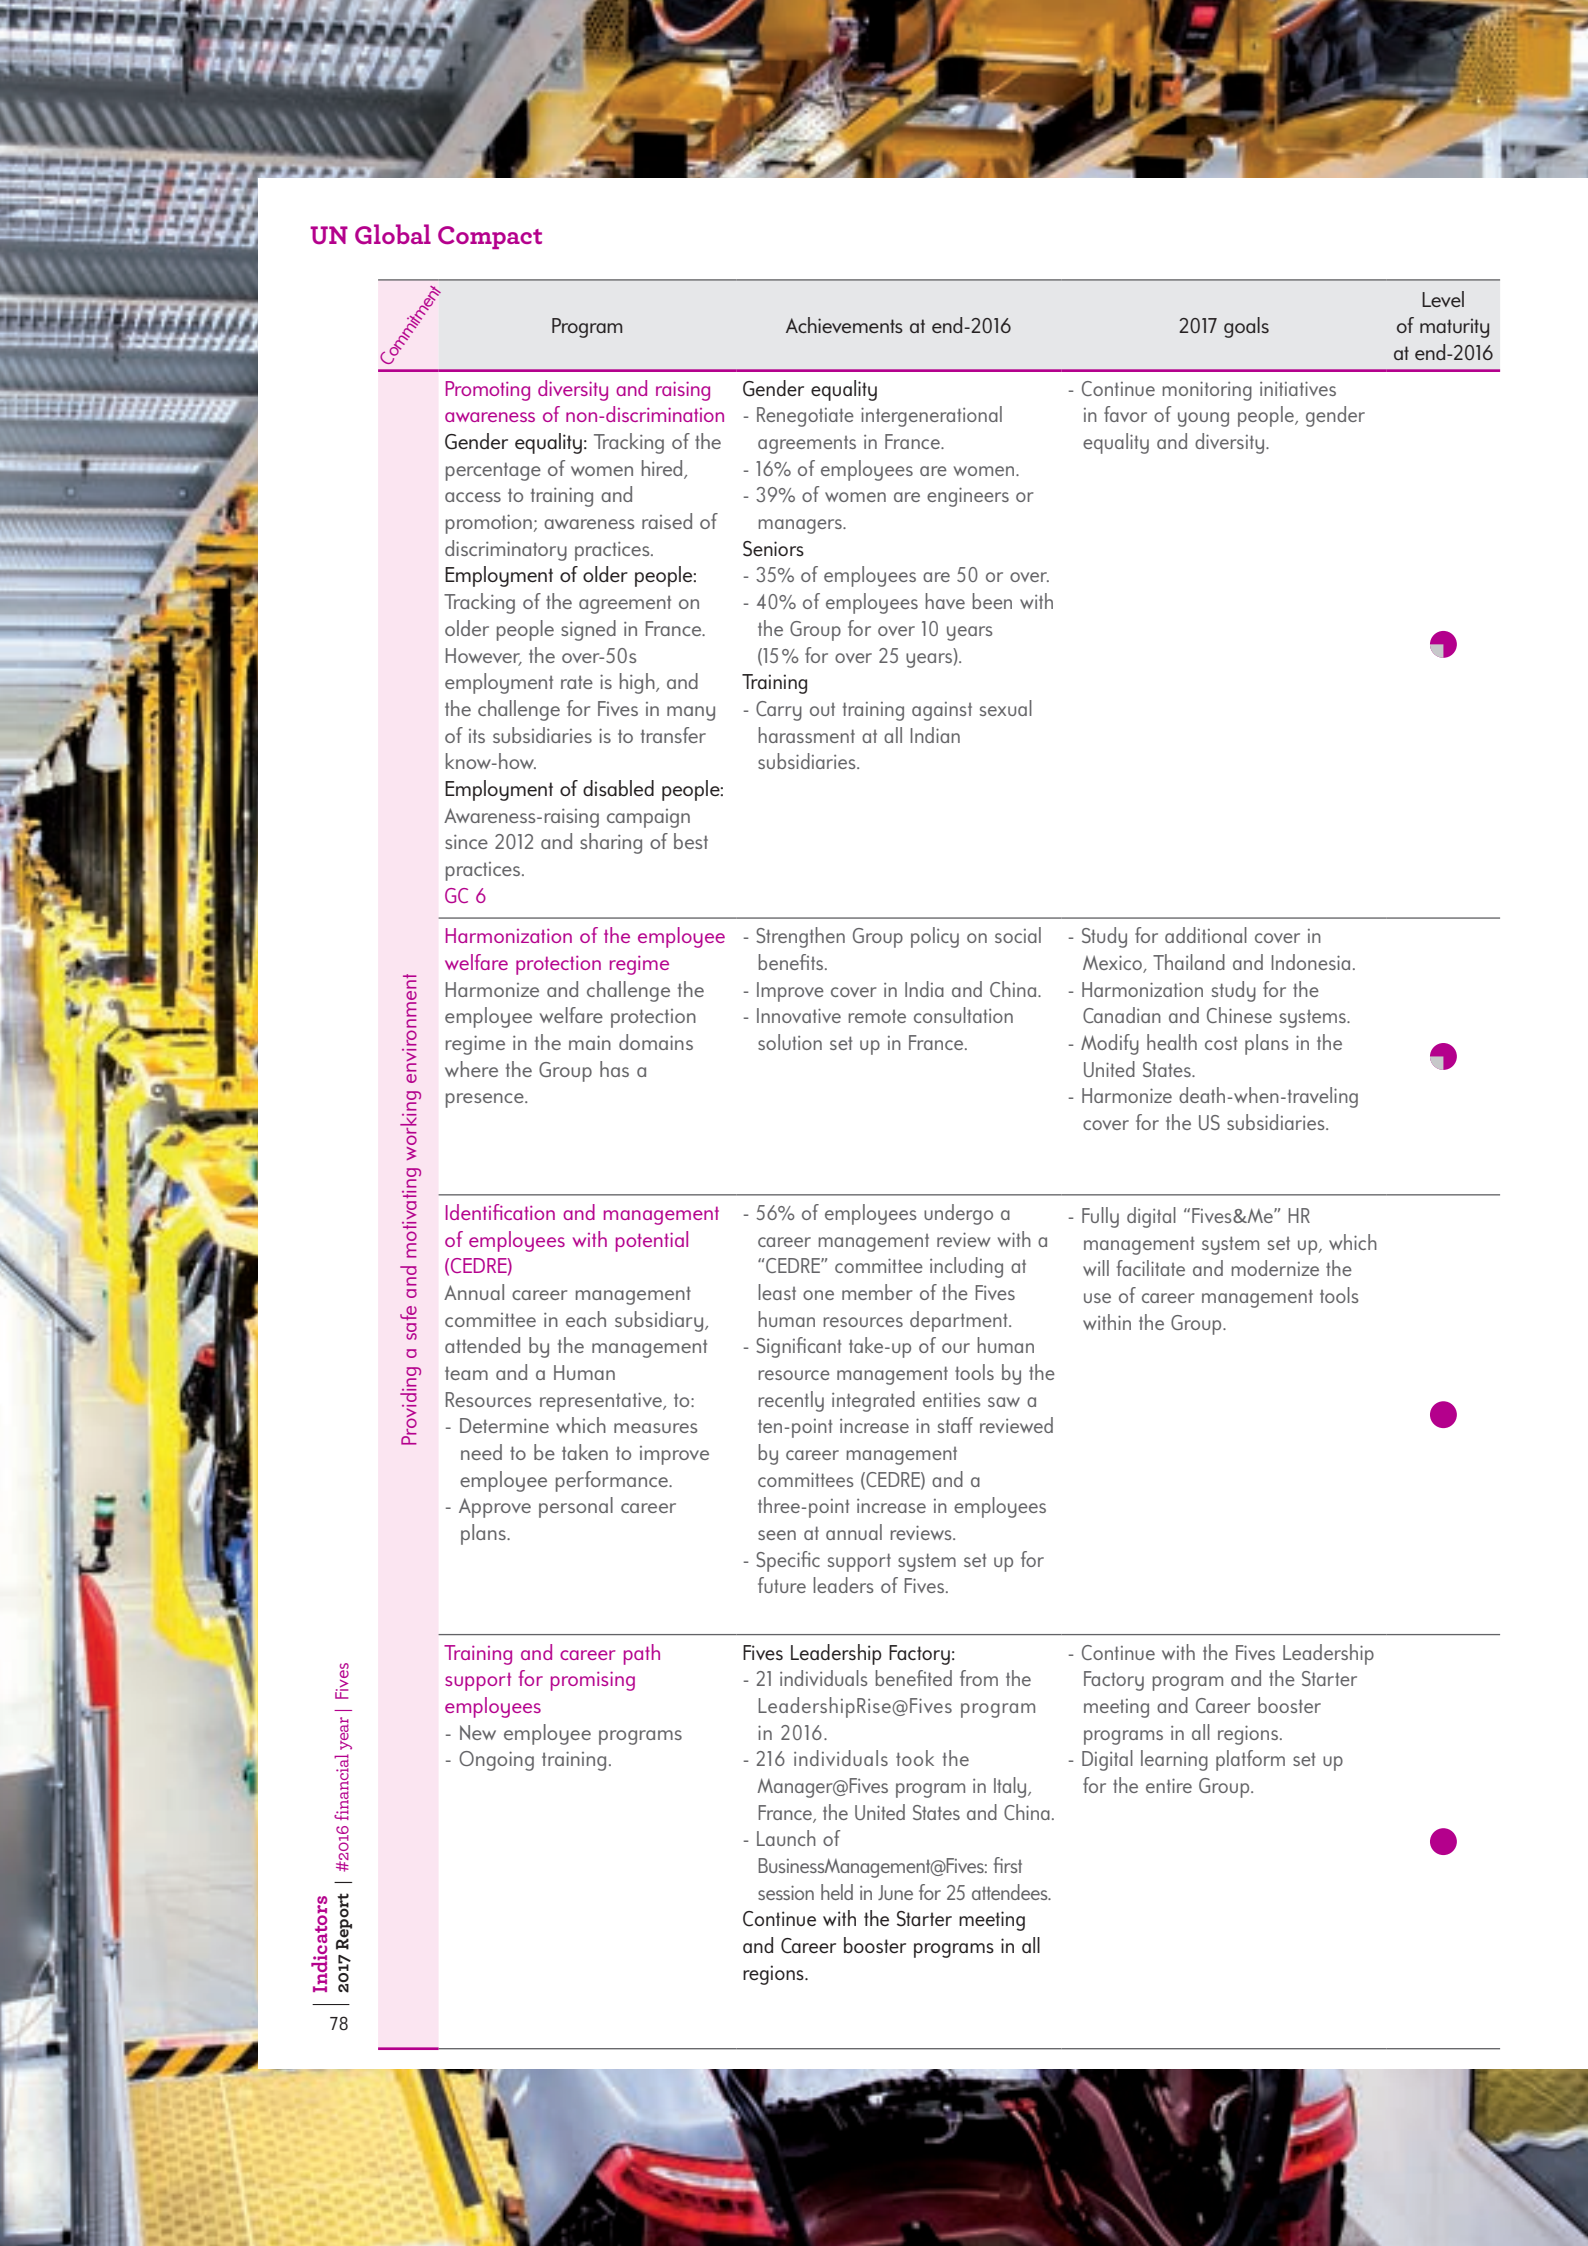 UN Global Compact
Commitment
Program
Achievements at end-2016
2017 goals
Level
of maturity
at end-2016
Providing a safe and motivating working environment
Promoting diversity and raising
awareness of non-discrimination
Gender equality: Tracking of the
percentage of women hired,
access to training and
promotion; awareness raised of
discriminatory practices.
Employment of older people:
Tracking of the agreement on
older people signed in France.
However, the over-50s
employment rate is high, and
the challenge for Fives in many
of its subsidiaries is to transfer
know-how.
Employment of disabled people:
Awareness-raising campaign
since 2012 and sharing of best
practices.
GC 6
Gender equality
- Renegotiate intergenerational
agreements in France.
- 16% of employees are women.
- 39% of women are engineers or
managers.
Seniors
- 35% of employees are 50 or over.
- 40% of employees have been with
the Group for over 10 years
(15% for over 25 years).
Training
- Carry out training against sexual
harassment at all Indian
subsidiaries.
- Continue monitoring initiatives
in favor of young people, gender
equality and diversity.
Harmonization of the employee
welfare protection regime
Harmonize and challenge the
employee welfare protection
regime in the main domains
where the Group has a
presence.
- Strengthen Group policy on social
benefits.
- Improve cover in India and China.
- Innovative remote consultation
solution set up in France.
- Study for additional cover in
Mexico, Thailand and Indonesia.
- Harmonization study for the
Canadian and Chinese systems.
- Modify health cost plans in the
United States.
- Harmonize death-when-traveling
cover for the US subsidiaries.
Identification and management
of employees with potential
(CEDRE)
Annual career management
committee in each subsidiary,
attended by the management
team and a Human
Resources representative, to:
- Determine which measures
need to be taken to improve
employee performance.
- Approve personal career
plans.
- 56% of employees undergo a
career management review with a
“CEDRE” committee including at
least one member of the Fives
human resources department.
- Significant take-up of our human
resource management tools by the
recently integrated entities saw a
ten-point increase in staff reviewed
by career management
committees (CEDRE) and a
three-point increase in employees
seen at annual reviews.
- Specific support system set up for
future leaders of Fives.
- Fully digital “Fives&Me” HR
management system set up, which
will facilitate and modernize the
use of career management tools
within the Group.
Training and career path
support for promising
employees
- New employee programs
- Ongoing training.
Fives Leadership Factory:
- 21 individuals benefited from the
LeadershipRise@Fives program
in 2016.
- 216 individuals took the
Manager@Fives program in Italy,
France, the United States and China.
- Launch of
BusinessManagement@Fives: first
session held in June for 25 attendees.
Continue with the Starter meeting
and Career booster programs in all
regions.
- Continue with the Fives Leadership
Factory program and the Starter
meeting and Career booster
programs in all regions.
- Digital learning platform set up
for the entire Group.
Indicators
2017 Report | #2016 financial year | Fives
78